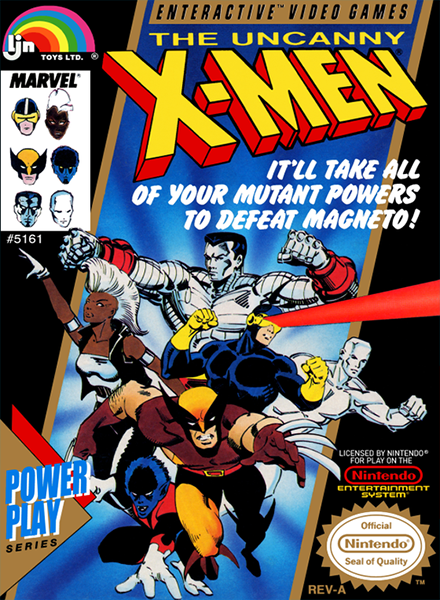 ENTERACTIVE™ VIDEO GAMES
ljn
TOYS LTD. ®
THE UNCANNY
X-MEN®
MARVEL®
IT'LL TAKE ALL
OF YOUR MUTANT POWERS
TO DEFEAT MAGNETO!
#5161
POWER
PLAY
SERIES
LICENSED BY NINTENDO®
FOR PLAY ON THE
Nintendo
ENTERTAINMENT
SYSTEM®
Official
Nintendo®
Seal of Quality
TM
REV-A